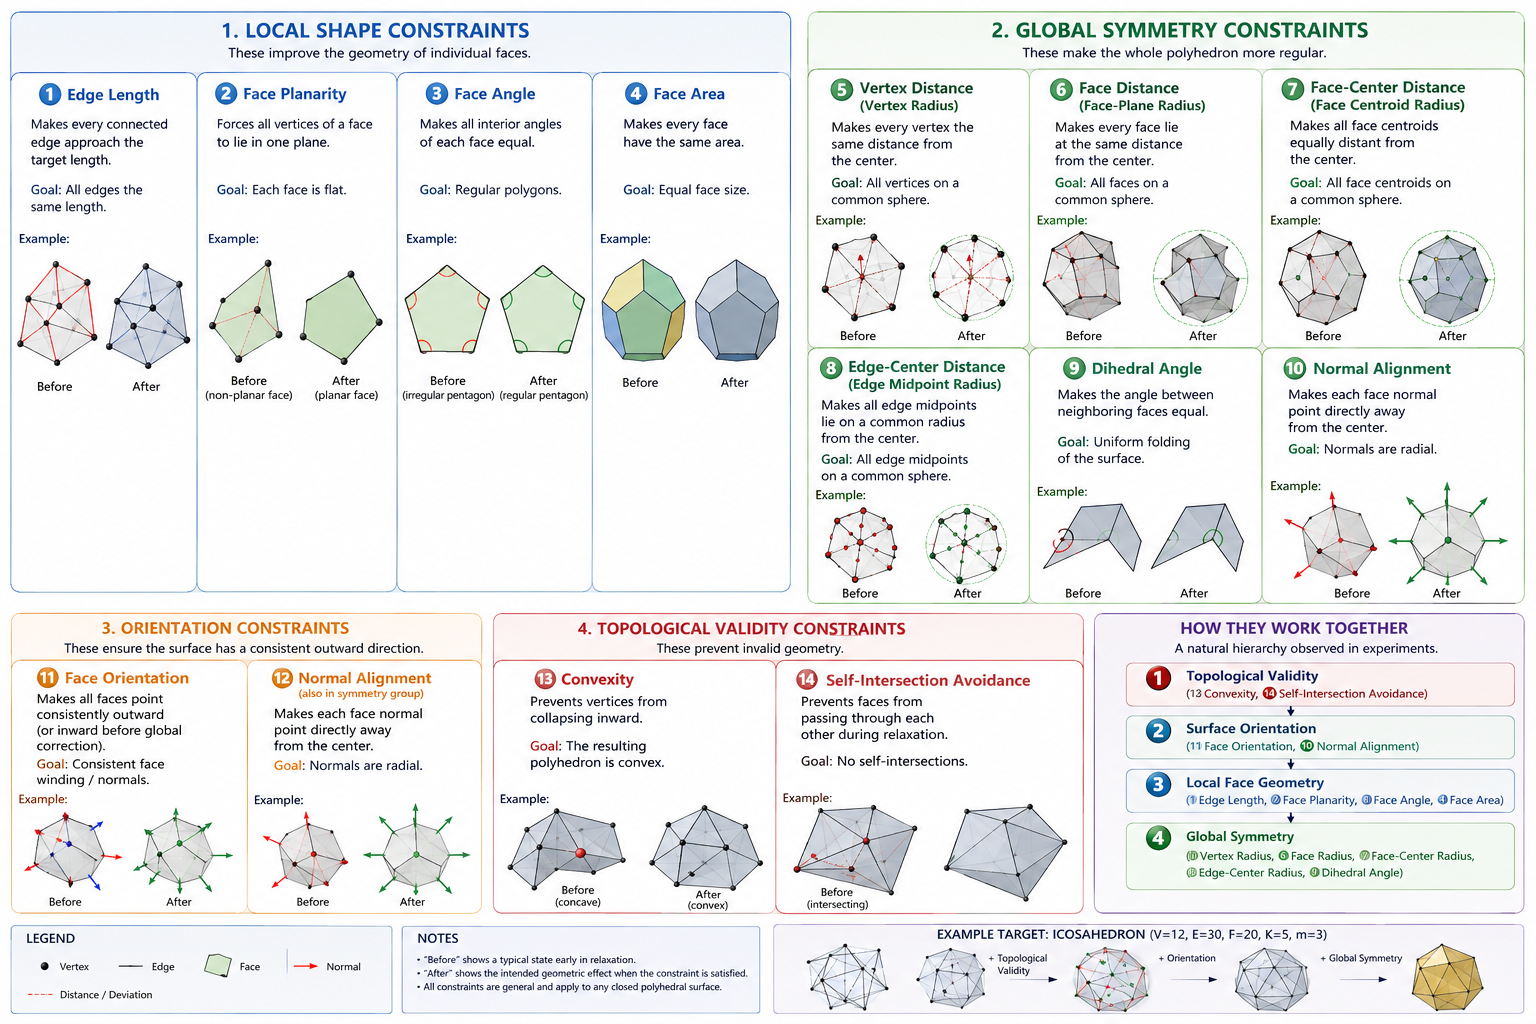 1. LOCAL SHAPE CONSTRAINTS
These improve the geometry of individual faces.
1 Edge Length
Makes every connected
edge approach the
target length.
Goal: All edges the
same length.
Example:
Before
After
2 Face Planarity
Forces all vertices of a face
to lie in one plane.
Goal: Each face is flat.
Example:
Before
(non-planar face)
After
(planar face)
3 Face Angle
Makes all interior angles
of each face equal.
Goal: Regular polygons.
Example:
Before
(irregular pentagon)
After
(regular pentagon)
4 Face Area
Makes every face
have the same area.
Goal: Equal face size.
Example:
Before
After
2. GLOBAL SYMMETRY CONSTRAINTS
These make the whole polyhedron more regular.
5 Vertex Distance
(Vertex Radius)
Makes every vertex the
same distance from
the center.
Goal: All vertices on a
common sphere.
Example:
Before
After
6 Face Distance
(Face-Plane Radius)
Makes every face lie
at the same distance
from the center.
Goal: All faces on a
common sphere.
Example:
Before
After
7 Face-Center Distance
(Face Centroid Radius)
Makes all face centroids
equally distant from
the center.
Goal: All face centroids on
a common sphere.
Example:
Before
After
8 Edge-Center Distance
(Edge Midpoint Radius)
Makes all edge midpoints
lie on a common radius
from the center.
Goal: All edge midpoints
on a common sphere.
Example:
Before
After
9 Dihedral Angle
Makes the angle between
neighboring faces equal.
Goal: Uniform folding
of the surface.
Example:
Before
After
10 Normal Alignment
Makes each face normal
point directly away
from the center.
Goal: Normals are radial.
Example:
Before
After
3. ORIENTATION CONSTRAINTS
These ensure the surface has a consistent outward direction.
11 Face Orientation
Makes all faces point
consistently outward
(or inward before global
correction).
Goal: Consistent face
winding / normals.
Example:
Before
After
12 Normal Alignment
(also in symmetry group)
Makes each face normal
point directly away
from the center.
Goal: Normals are radial.
Example:
Before
After
4. TOPOLOGICAL VALIDITY CONSTRAINTS
These prevent invalid geometry.
13 Convexity
Prevents vertices from
collapsing inward.
Goal: The resulting
polyhedron is convex.
Example:
Before
(concave)
After
(convex)
14 Self-Intersection Avoidance
Prevents faces from
passing through each
other during relaxation.
Goal: No self-intersections.
Example:
Before
(intersecting)
HOW THEY WORK TOGETHER
A natural hierarchy observed in experiments.
1 Topological Validity
(13 Convexity, 14 Self-Intersection Avoidance)
2 Surface Orientation
(11 Face Orientation, 10 Normal Alignment)
3 Local Face Geometry
(1 Edge Length, 2 Face Planarity, Face Angle, 4 Face Area)
4 Global Symmetry
(Vertex Radius, 6 Face Radius, 7 Face-Center Radius,
Edge-Center Radius, 9 Dihedral Angle)
LEGEND
Vertex
Edge
Face
Normal
Distance / Deviation
NOTES
• "Before" shows a typical state early in relaxation.
• "After" shows the intended geometric effect when the constraint is satisfied.
• All constraints are general and apply to any closed polyhedral surface.
EXAMPLE TARGET: ICOSAHEDRON (V=12, E=30, F=20, K=5, m=3)
+ Topological
Validity
+ Orientation
+ Global Symmetry